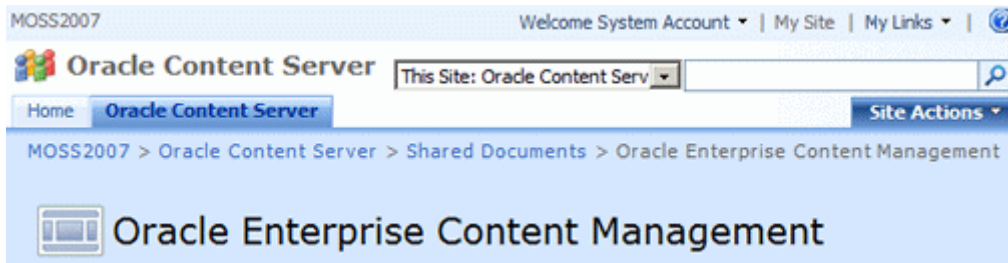 MOSS2007 Welcome System Account | My Site | My Links |
Oracle Content Server This Site: Oracle Content Serv
Home Oracle Content Server Site Actions
MOSS2007 > Oracle Content Server > Shared Documents > Oracle Enterprise Content Management
Oracle Enterprise Content Management